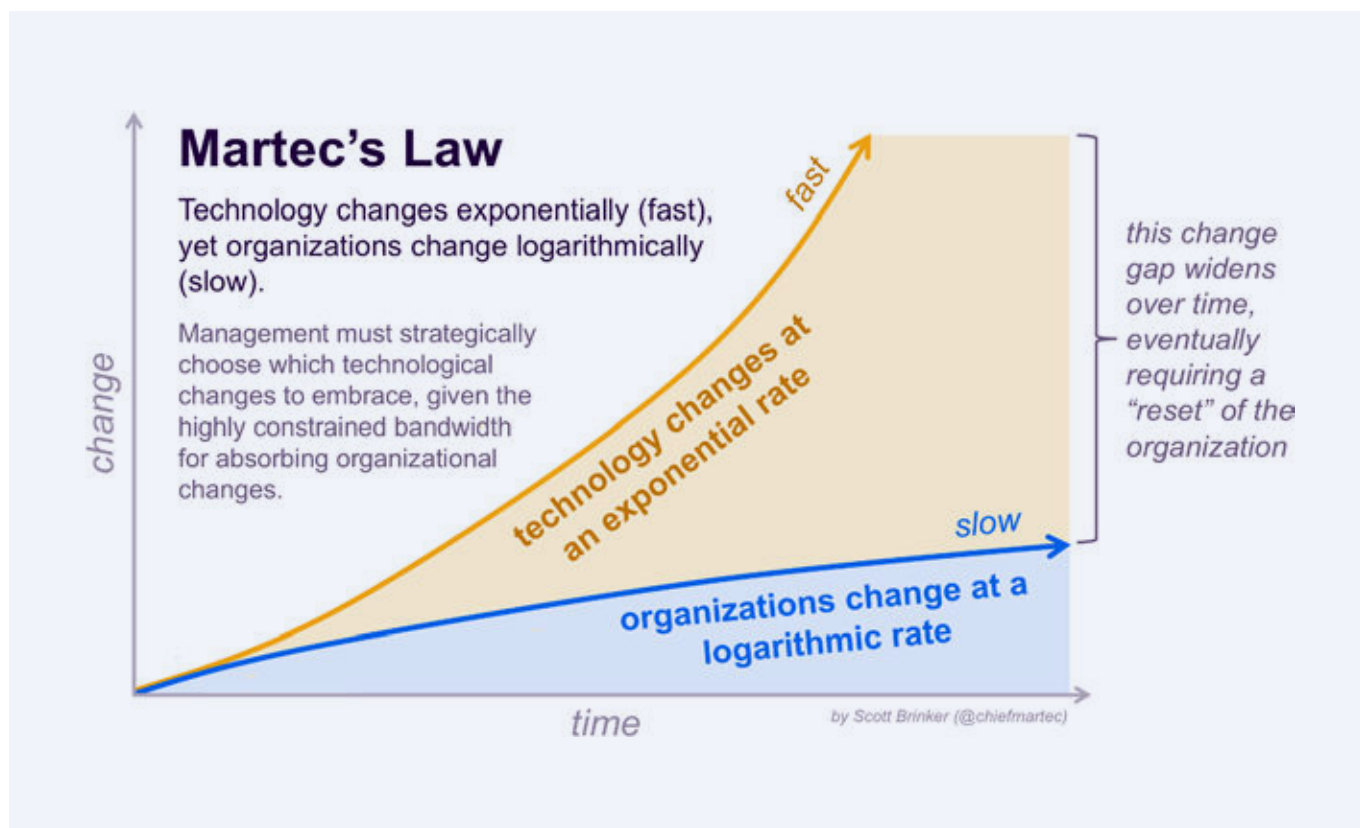 Martec’s Law
Technology changes exponentially (fast),
yet organizations change logarithmically
(slow).
Management must strategically
choose which technological
changes to embrace, given the
highly constrained bandwidth
for absorbing organizational
changes.
change
fast
technology changes at
an exponential rate
this change
gap widens
over time,
eventually
requiring a
“reset” of the
organization
slow
organizations change at a
logarithmic rate
time
by Scott Brinker (@chiefmartec)